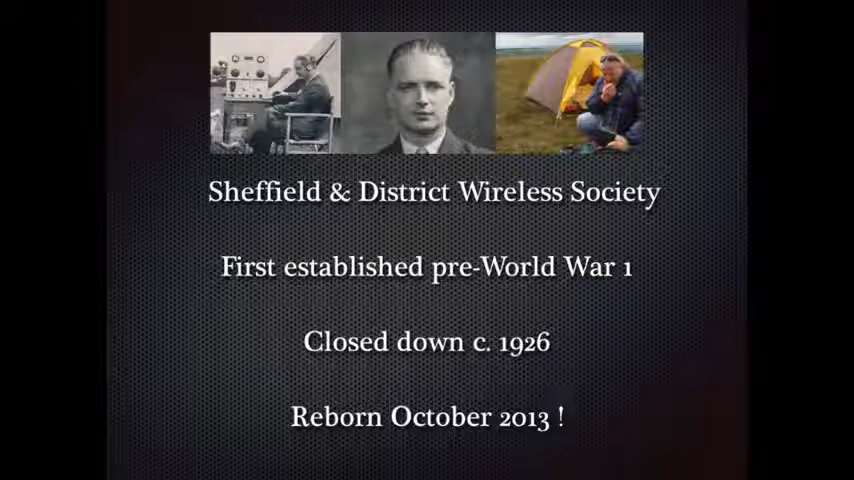 Sheffield & District Wireless Society
First established pre-World War 1
Closed down c. 1926
Reborn October 2013 !